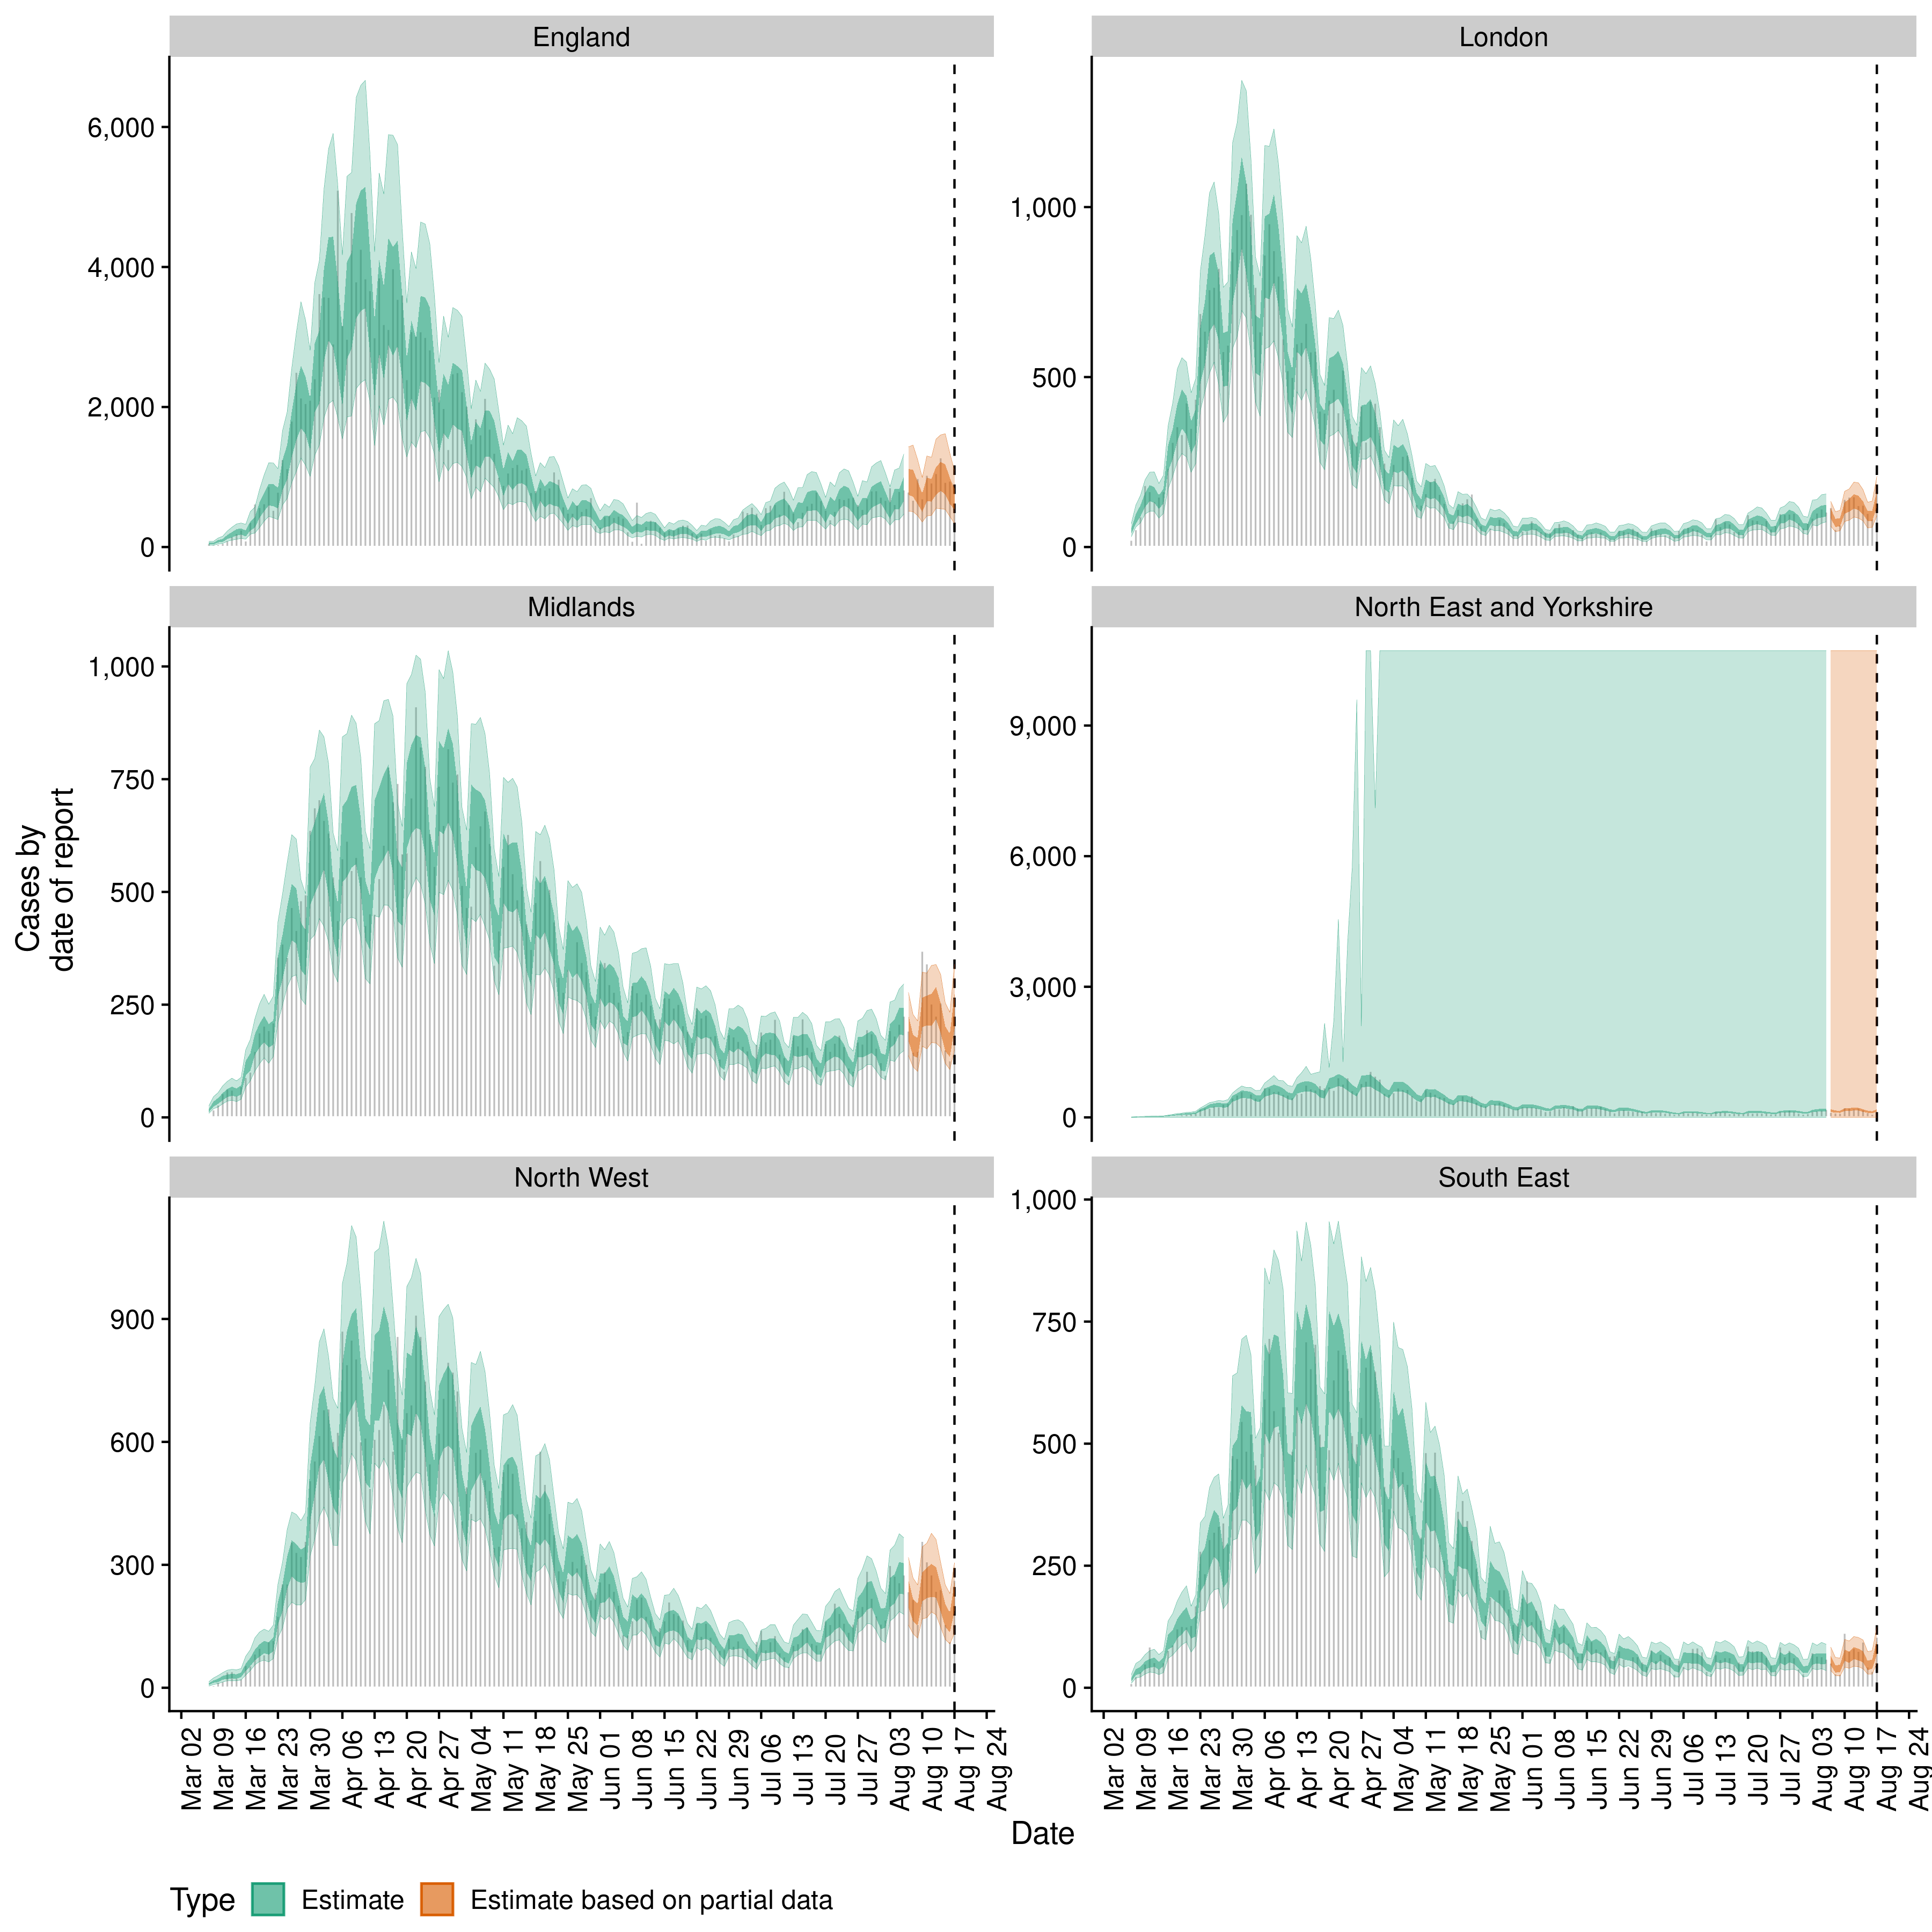 England
London
6,000
4,000
2,000
0
1,000
500
0
Midlands
North East and Yorkshire
1,000
750
500
250
0
9,000
6,000
3,000
0
Cases by
date of report
North West
South East
900
600
300
0
1,000
750
500
250
0
Mar 02
Mar 09
Mar 16
Mar 23
Mar 30
Apr 06
Apr 13
Apr 20
Apr 27
May 04
May 11
May 18
May 25
Jun 01
Jun 08
Jun 15
Jun 22
Jun 29
Jul 06
Jul 13
Jul 20
Jul 27
Aug 03
Aug 10
Aug 17
Aug 24
Mar 02
Mar 09
Mar 16
Mar 23
Mar 30
Apr 06
Apr 13
Apr 20
Apr 27
May 04
May 11
May 18
May 25
Jun 01
Jun 08
Jun 15
Jun 22
Jun 29
Jul 06
Jul 13
Jul 20
Jul 27
Aug 03
Aug 10
Aug 17
Aug 24
Date
Type Estimate Estimate based on partial data